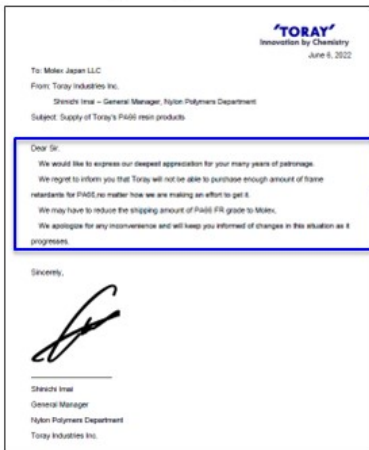 'TORAY'
Innovation by Chemistry
June 6, 2022
To: Molex Japan LLC
From: Toray Industries Inc.
Shinichi Imai – General Manager, Nylon Polymers Department
Subject: Supply of Toray's PA66 resin products
Dear Sir.
We would like to express our deepest appreciation for your many years of patronage.
We regret to inform you that Toray will not be able to purchase enough amount of frame
retardants for PA66,no matter how we are making an effort to get it.
We may have to reduce the shipping amount of PA66 FR grade to Molex.
We apologize for any inconvenience and will keep you informed of changes in this situation as it
progresses.
Sincerely,
Shinichi Imai
General Manager
Nylon Polymers Department
Toray Industries Inc.